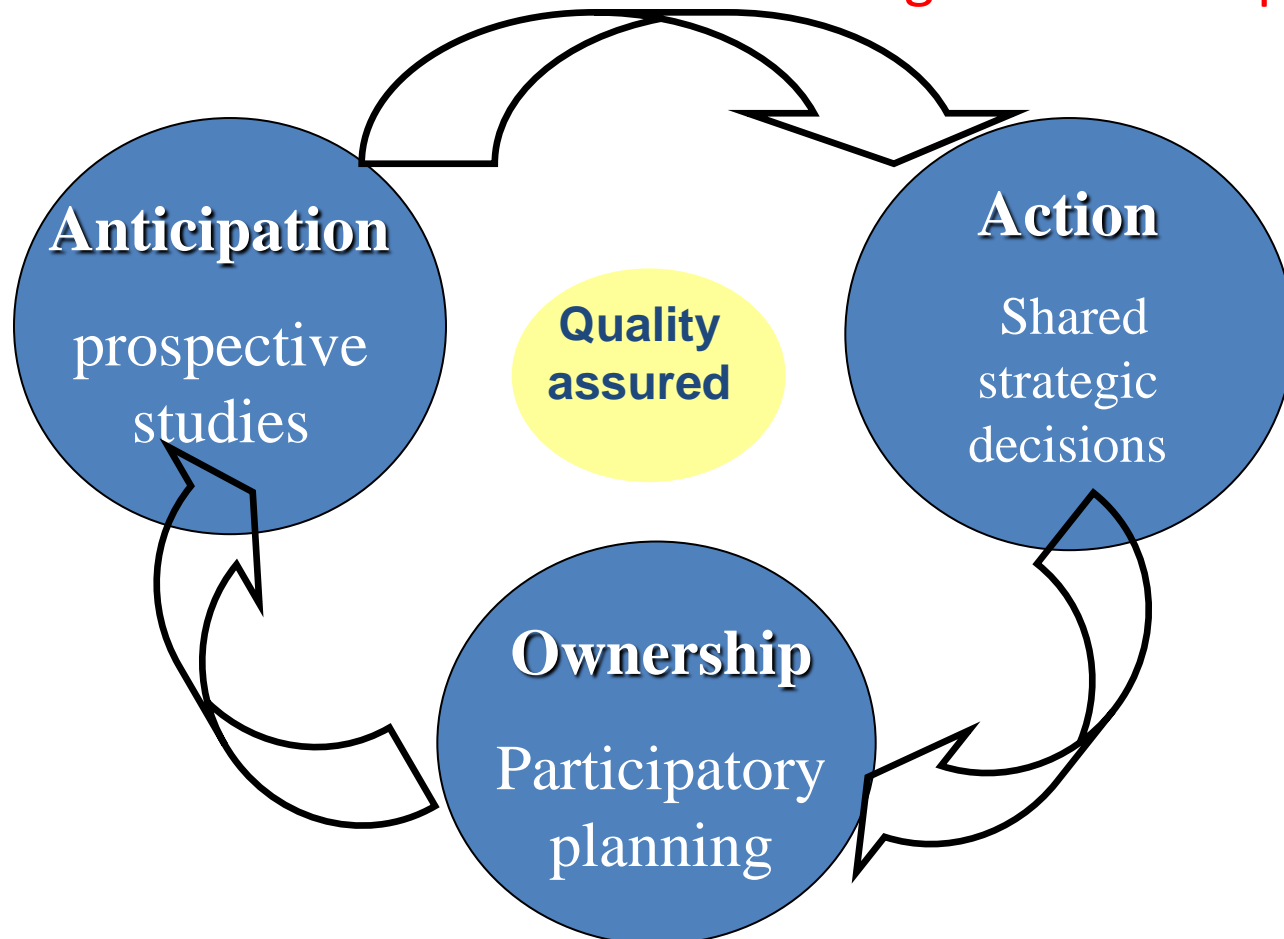 Anticipation
prospective
studies
Quality
assured
Action
Shared
strategic
decisions
Ownership
Participatory
planning